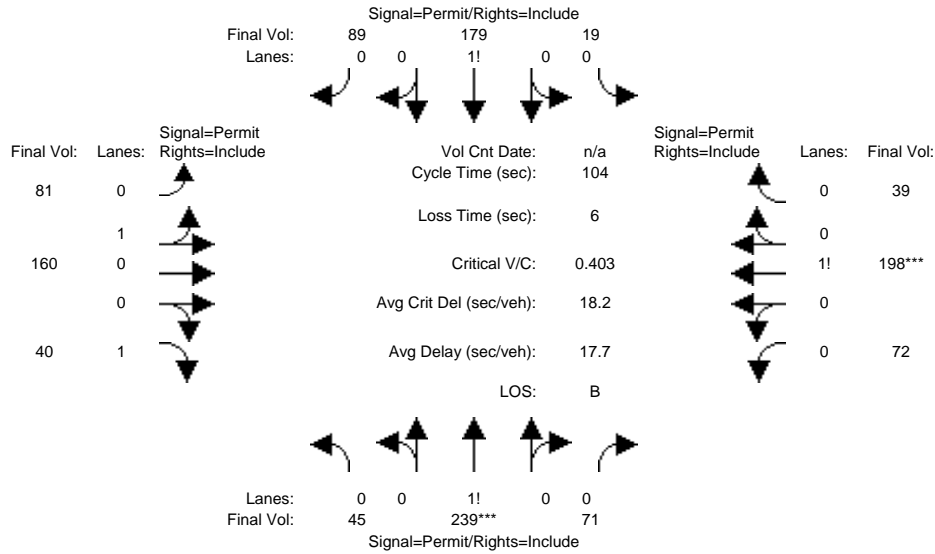 Signal=Permit/Rights=Include
Final Vol: 89 179 19
Lanes: 0 0 1! 0 0
Signal=Permit
Final Vol: Lanes: Rights=Include
Vol Cnt Date: n/a
Signal=Permit
Rights=Include Lanes: Final Vol:
Cycle Time (sec): 104
81 0
0 39
Loss Time (sec): 6
1
0
160 0
Critical V/C: 0.403
1! 198***
0
Avg Crit Del (sec/veh): 18.2
0
40 1
Avg Delay (sec/veh): 17.7
0 72
LOS: B
Lanes: 0 0 1! 0 0
Final Vol: 45 239*** 71
Signal=Permit/Rights=Include